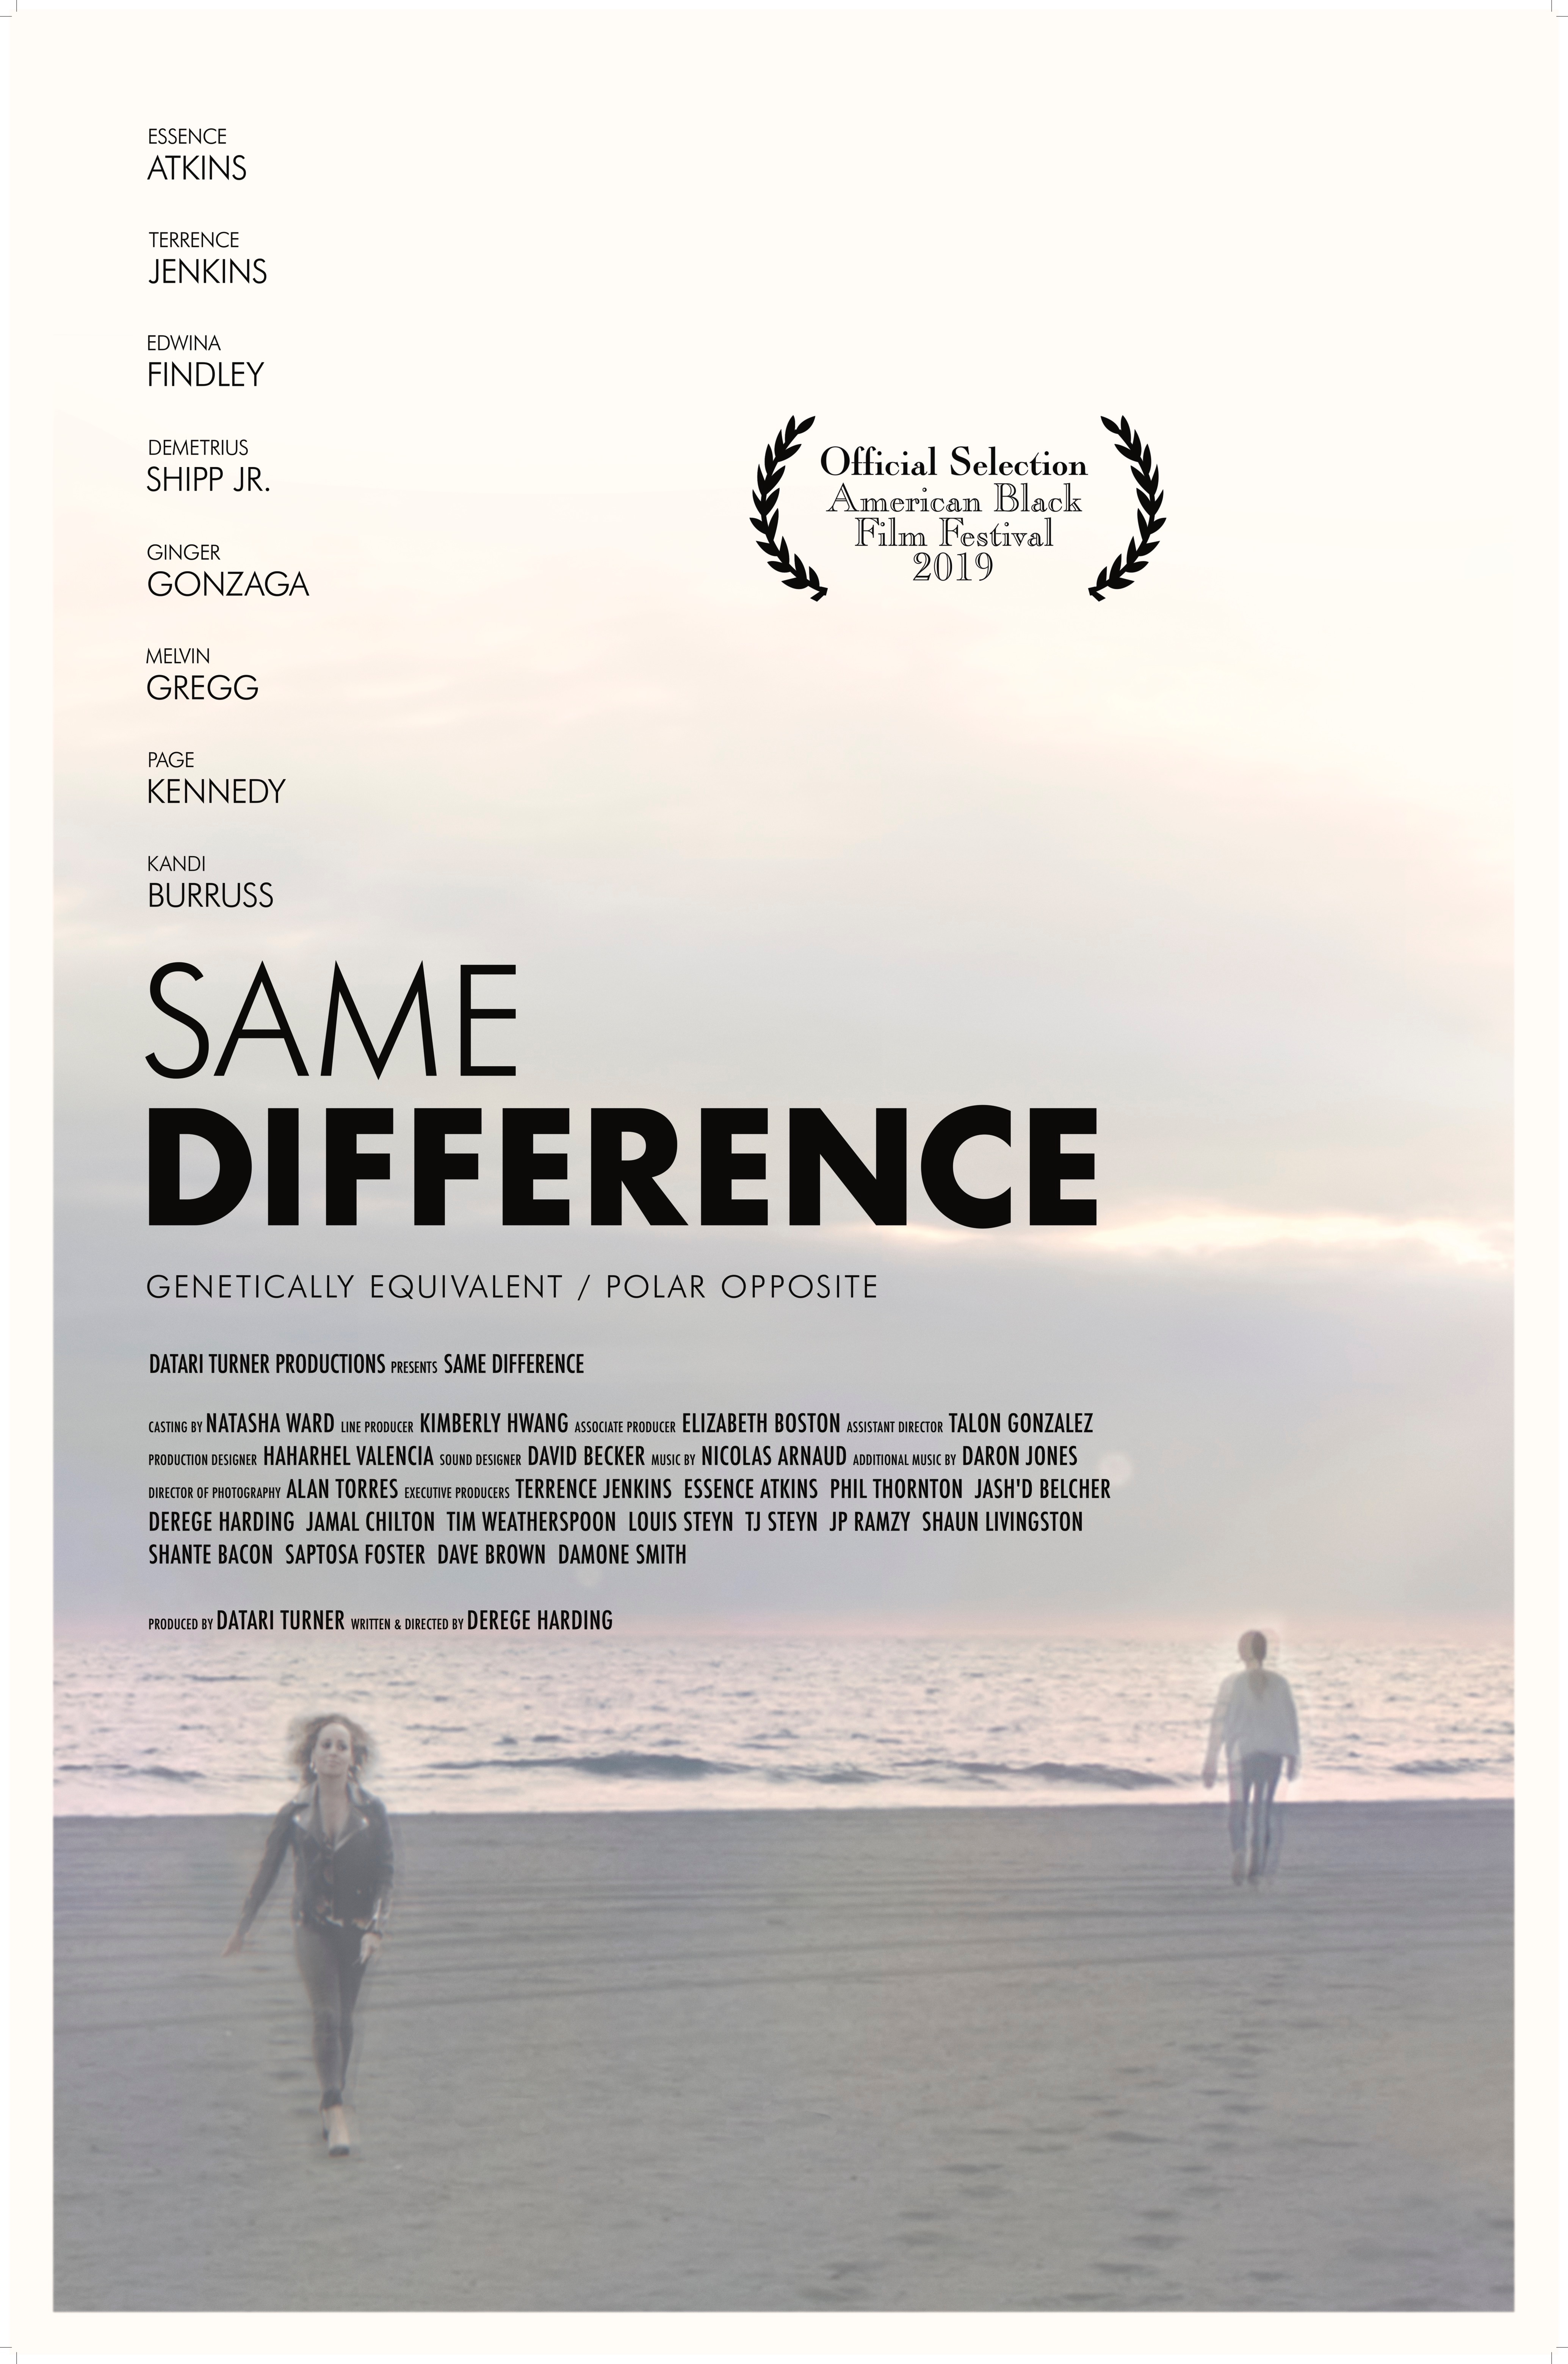 ESSENCE
ATKINS
TERRENCE
JENKINS
EDWINA
FINDLEY
DEMETRIUS
SHIPP JR.
GINGER
GONZAGA
MELVIN
GREGG
PAGE
KENNEDY
KANDI
BURRUSS
Official Selection
American Black
Film Festival
2019
SAME
DIFFERENCE
GENETICALLY EQUIVALENT / POLAR OPPOSITE
DATARI TURNER PRODUCTIONS PRESENTS SAME DIFFERENCE
CASTING BY NATASHA WARD LINE PRODUCER KIMBERLY HWANG ASSOCIATE PRODUCER ELIZABETH BOSTON ASSISTANT DIRECTOR TALON GONZALEZ
PRODUCTION DESIGNER HAHARHEL VALENCIA SOUND DESIGNER DAVID BECKER MUSIC BY NICOLAS ARNAUD ADDITIONAL MUSIC BY DARON JONES
DIRECTOR OF PHOTOGRAPHY ALAN TORRES EXECUTIVE PRODUCERS TERRENCE JENKINS ESSENCE ATKINS PHIL THORNTON JASH'D BELCHER
DEREGE HARDING JAMAL CHILTON TIM WEATHERSPOON LOUIS STEYN TJ STEYN JP RAMZY SHAUN LIVINGSTON
SHANTE BACON SAPTOSA FOSTER DAVE BROWN DAMONE SMITH
PRODUCED BY DATARI TURNER WRITTEN & DIRECTED BY DEREGE HARDING